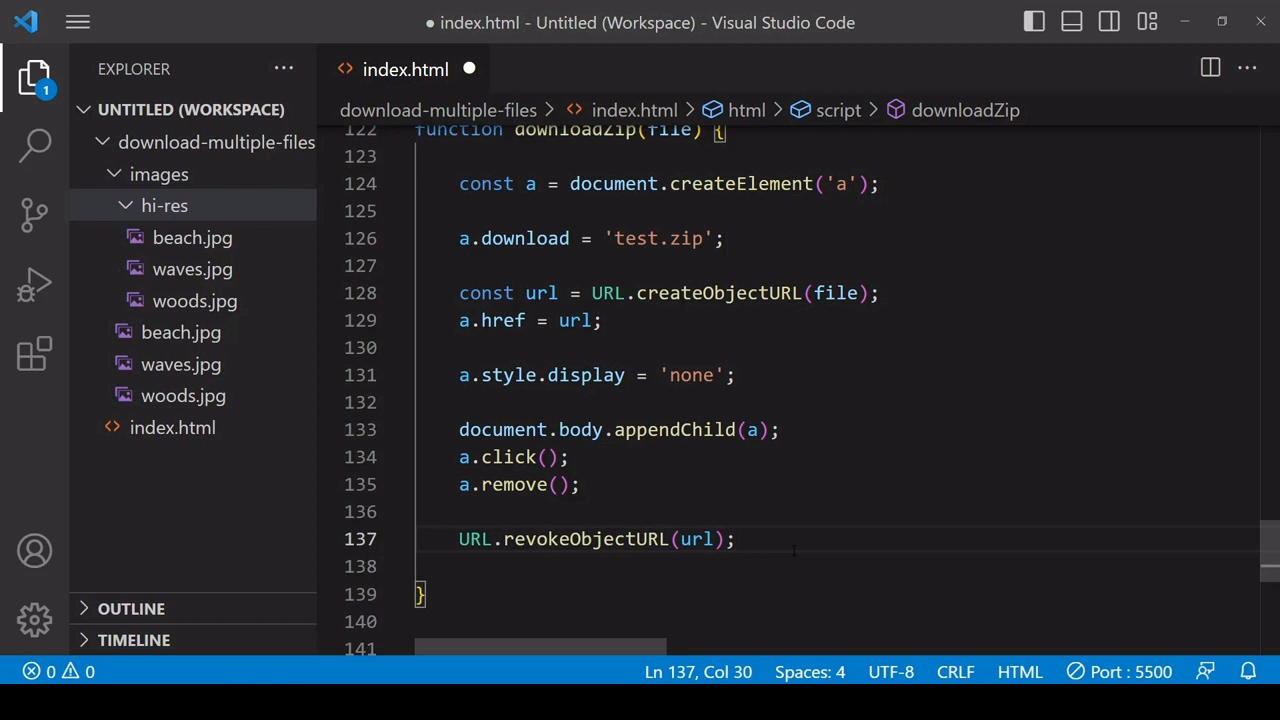 ● index.html - Untitled (Workspace) - Visual Studio Code
EXPLORER
1
UNTITLED (WORKSPACE)
download-multiple-files
images
hi-res
beach.jpg
waves.jpg
woods.jpg
beach.jpg
waves.jpg
woods.jpg
index.html
OUTLINE
TIMELINE
index.html
download-multiple-files > index.html > html > script > downloadZip
122 function downloadZip(file) {
123
124 const a = document.createElement('a');
125
126 a.download = 'test.zip';
127
128 const url = URL.createObjectURL(file);
129 a.href = url;
130
131 a.style.display = 'none';
132
133 document.body.appendChild(a);
134 a.click();
135 a.remove();
136
137 URL.revokeObjectURL(url);
138
139 }
140
141
0 0 Ln 137, Col 30 Spaces: 4 UTF-8 CRLF HTML Port : 5500